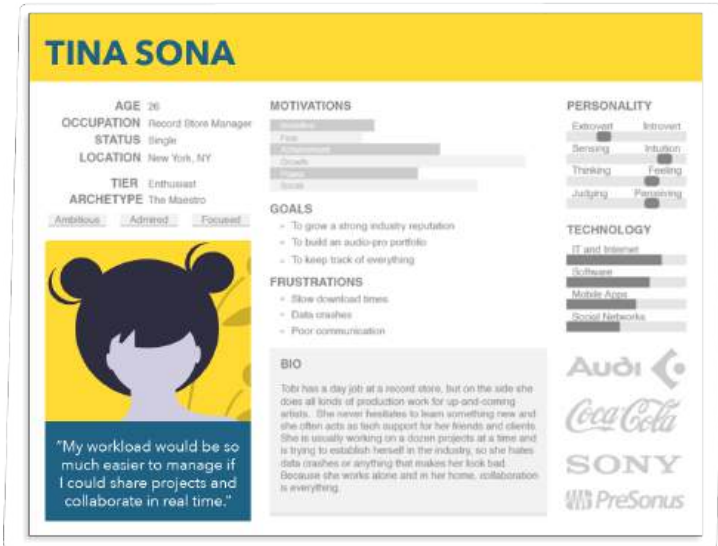 TINA SONA
AGE 26
OCCUPATION Record Store Manager
STATUS Single
LOCATION New York, NY
TIER Enthusiast
ARCHETYPE The Maestro
Ambitious Admired Focused
"My workload would be so
much easier to manage if
I could share projects and
collaborate in real time."
MOTIVATIONS
Incentive
Fear
Achievement
Growth
Power
Social
GOALS
- To grow a strong industry reputation
- To build an audio-pro portfolio
- To keep track of everything
FRUSTRATIONS
- Slow download times
- Data crashes
- Poor communication
BIO
Tobi has a day job at a record store, but on the side she
does all kinds of production work for up-and-coming
artists. She never hesitates to learn something new and
she often acts as tech support for her friends and clients.
She is usually working on a dozen projects at a time and
is trying to establish herself in the industry, so she hates
data crashes or anything that makes her look bad.
Because she works alone and in her home, collaboration
is everything.
PERSONALITY
Extrovert Introvert
Sensing Intuition
Thinking Feeling
Judging Perceiving
TECHNOLOGY
IT and Internet
Software
Mobile Apps
Social Networks
Audi
Coca Cola
SONY
PreSonus